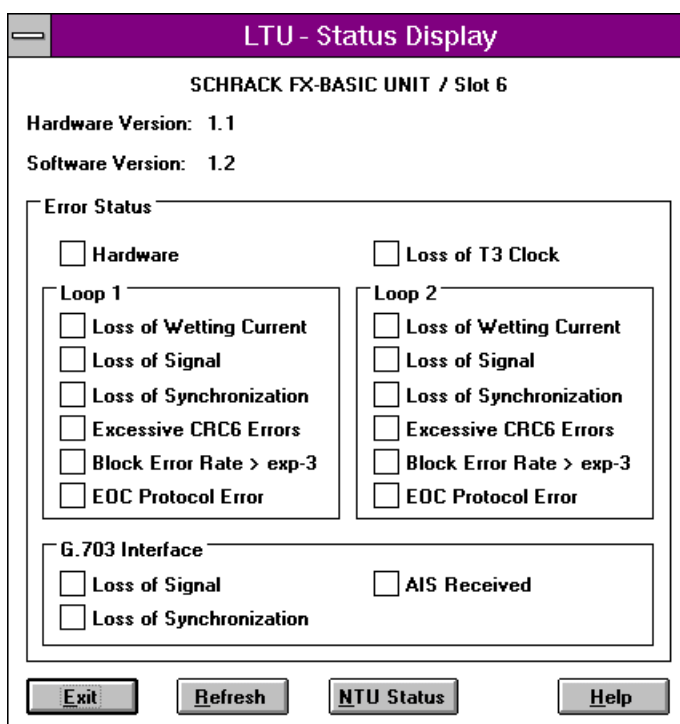 LTU - Status Display
SCHRACK FX-BASIC UNIT / Slot 6
Hardware Version: 1.1
Software Version: 1.2
Error Status
Hardware
Loss of T3 Clock
Loop 1
Loss of Wetting Current
Loss of Signal
Loss of Synchronization
Excessive CRC6 Errors
Block Error Rate > exp-3
EOC Protocol Error
Loop 2
Loss of Wetting Current
Loss of Signal
Loss of Synchronization
Excessive CRC6 Errors
Block Error Rate > exp-3
EOC Protocol Error
G.703 Interface
Loss of Signal
AIS Received
Loss of Synchronization
Exit
Refresh
NTU Status
Help